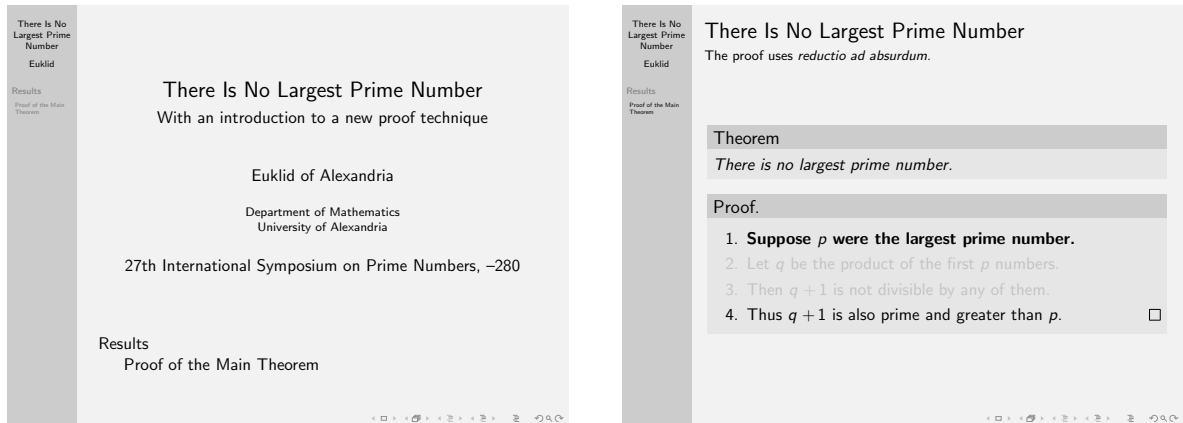 There Is No
Largest Prime
Number
Euklid
Results
Proof of the Main
Theorem
There Is No Largest Prime Number
With an introduction to a new proof technique
Euklid of Alexandria
Department of Mathematics
University of Alexandria
27th International Symposium on Prime Numbers, –280
Results
Proof of the Main Theorem
There Is No
Largest Prime
Number
Euklid
Results
Proof of the Main
Theorem
There Is No Largest Prime Number
The proof uses reductio ad absurdum.
Theorem
There is no largest prime number.
Proof.
1. Suppose p were the largest prime number.
2. Let q be the product of the first p numbers.
3. Then q + 1 is not divisible by any of them.
4. Thus q + 1 is also prime and greater than p.